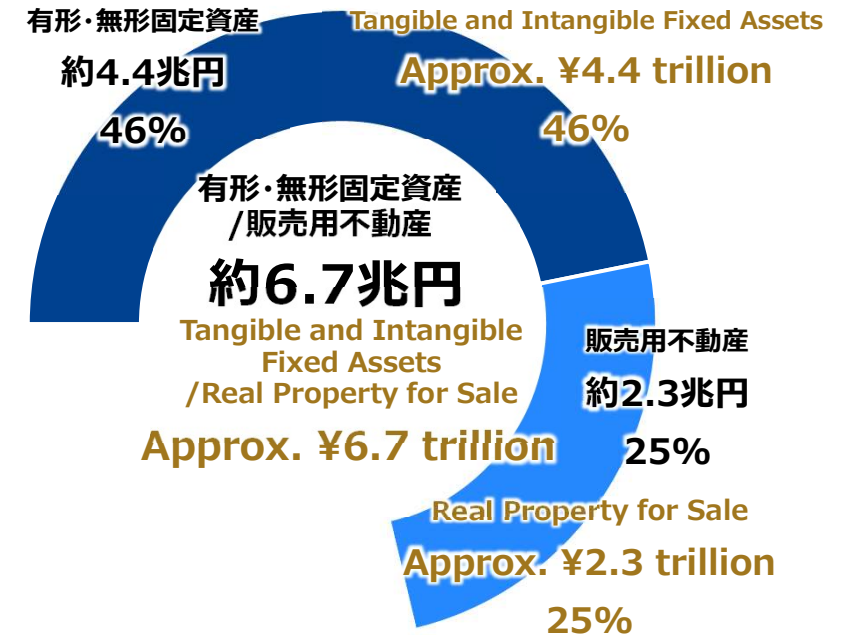 有形・無形固定資産
約4.4兆円
46%
Tangible and Intangible Fixed Assets
Approx. ¥4.4 trillion
46%
有形・無形固定資産
/販売用不動産
約6.7兆円
Tangible and Intangible
Fixed Assets
/Real Property for Sale
Approx. ¥6.7 trillion
販売用不動産
約2.3兆円
25%
Real Property for Sale
Approx. ¥2.3 trillion
25%